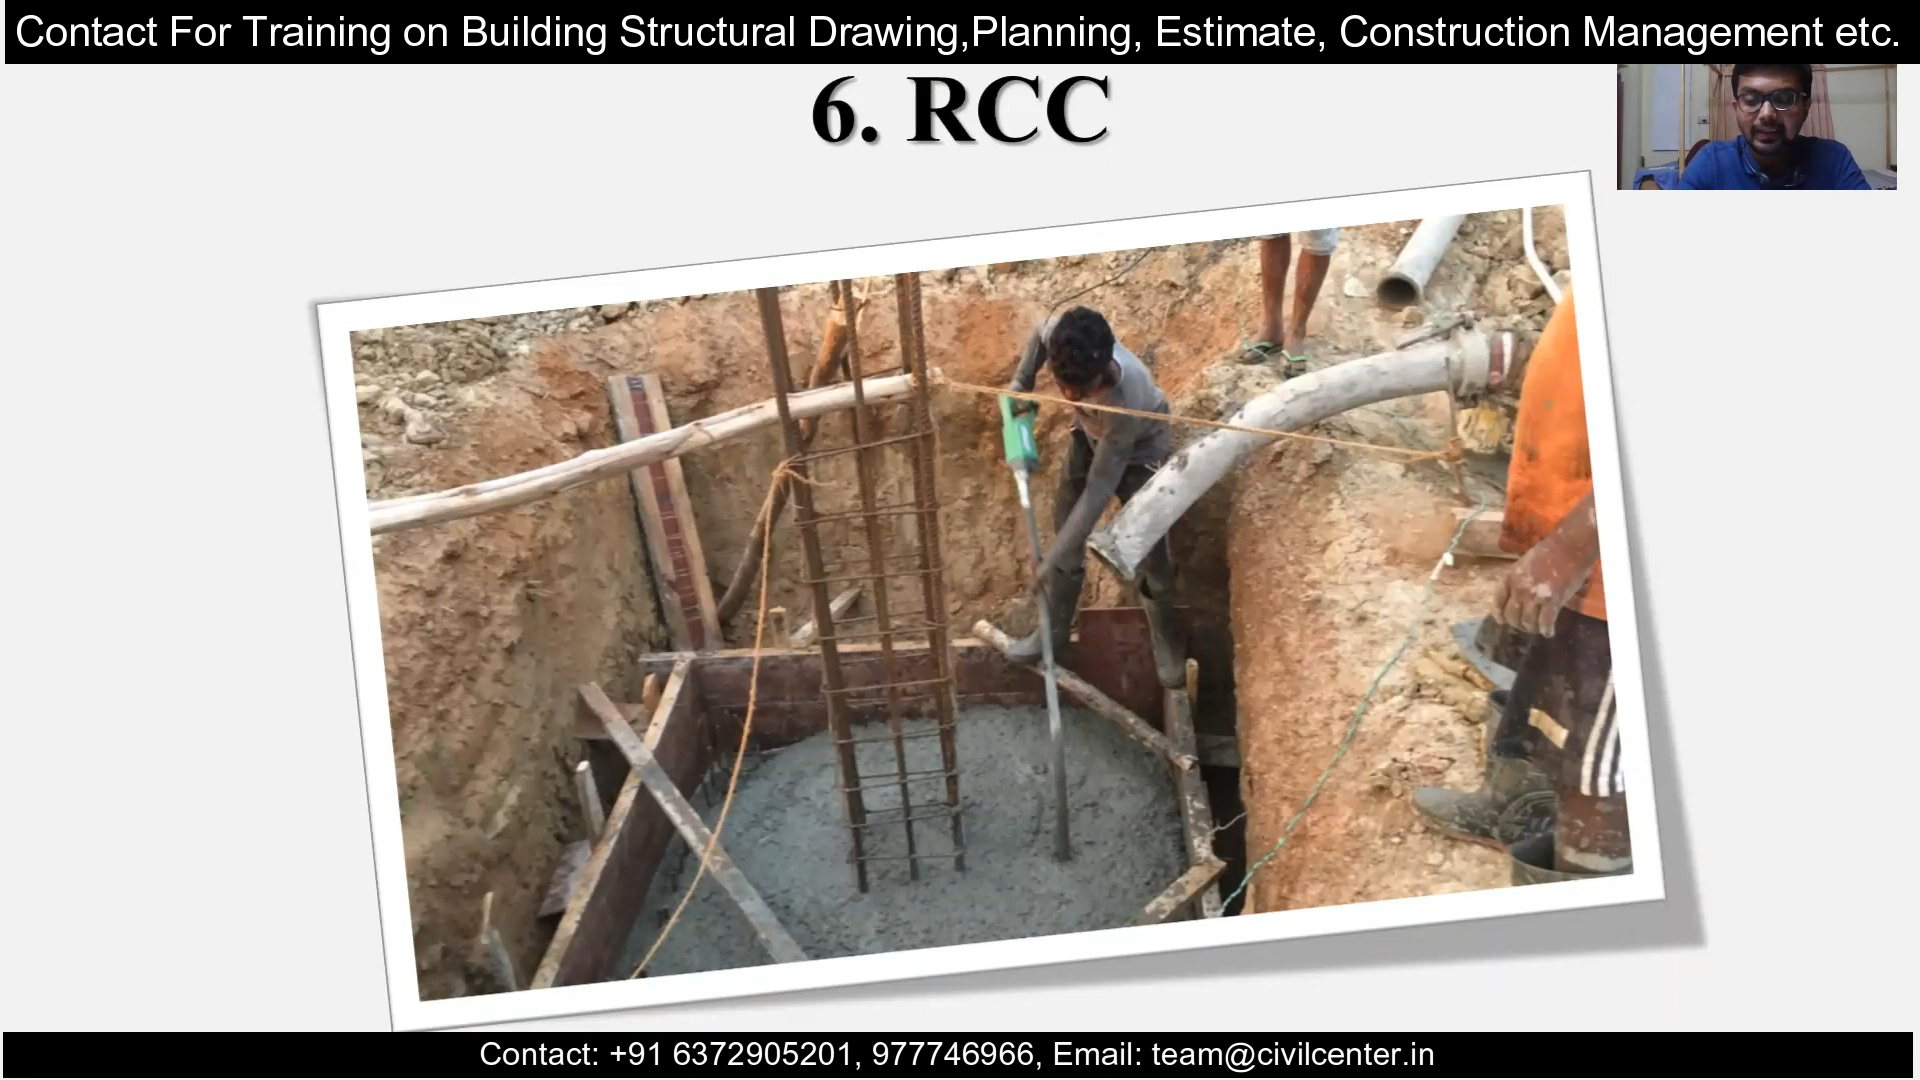 Contact For Training on Building Structural Drawing,Planning, Estimate, Construction Management etc.
6. RCC
Contact: +91 6372905201, 977746966, Email: team@civilcenter.in